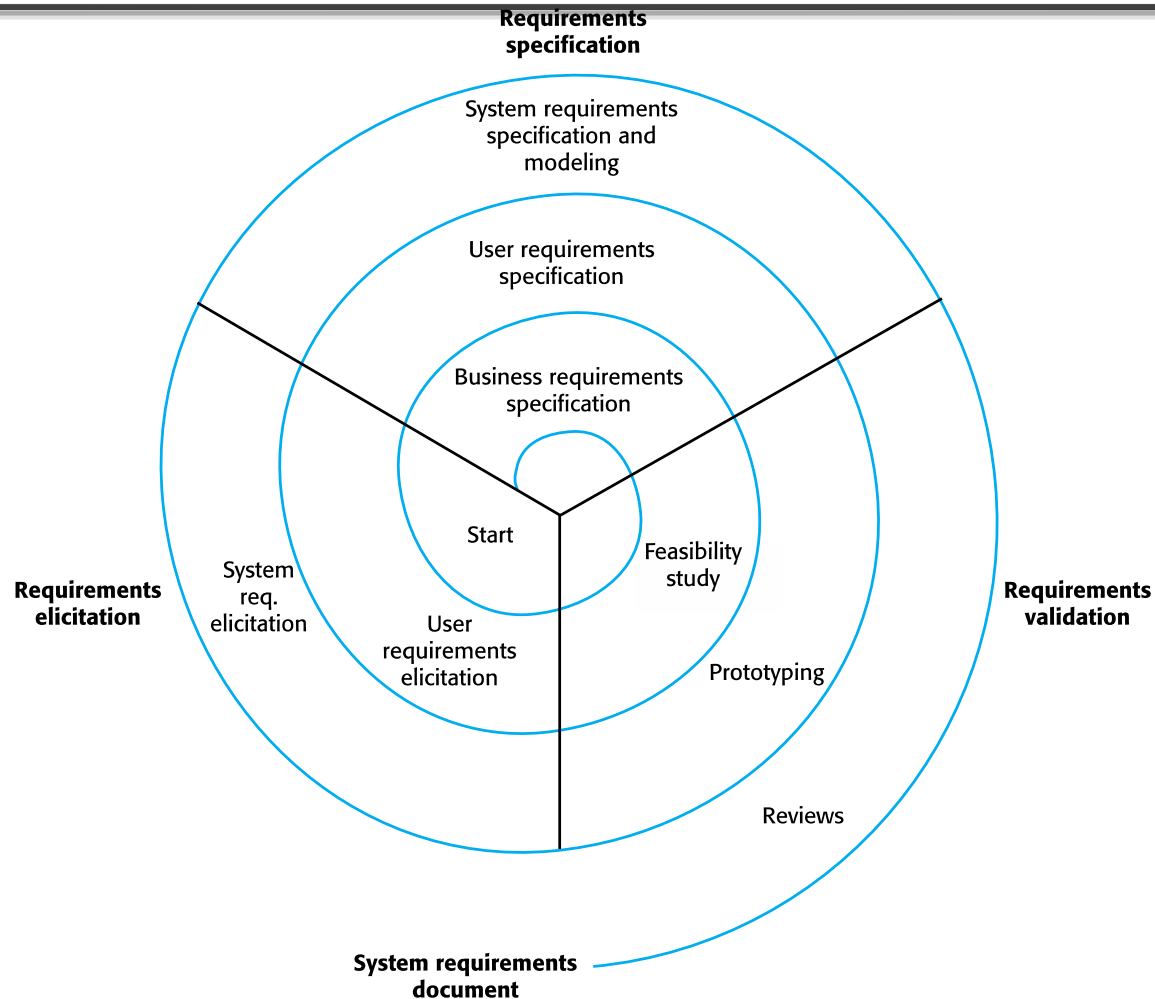 Requirements
specification
System requirements
specification and
modeling
User requirements
specification
Business requirements
specification
Start
Feasibility
study
System
req.
elicitation
User
requirements
elicitation
Requirements
elicitation
Requirements
validation
Prototyping
Reviews
System requirements
document